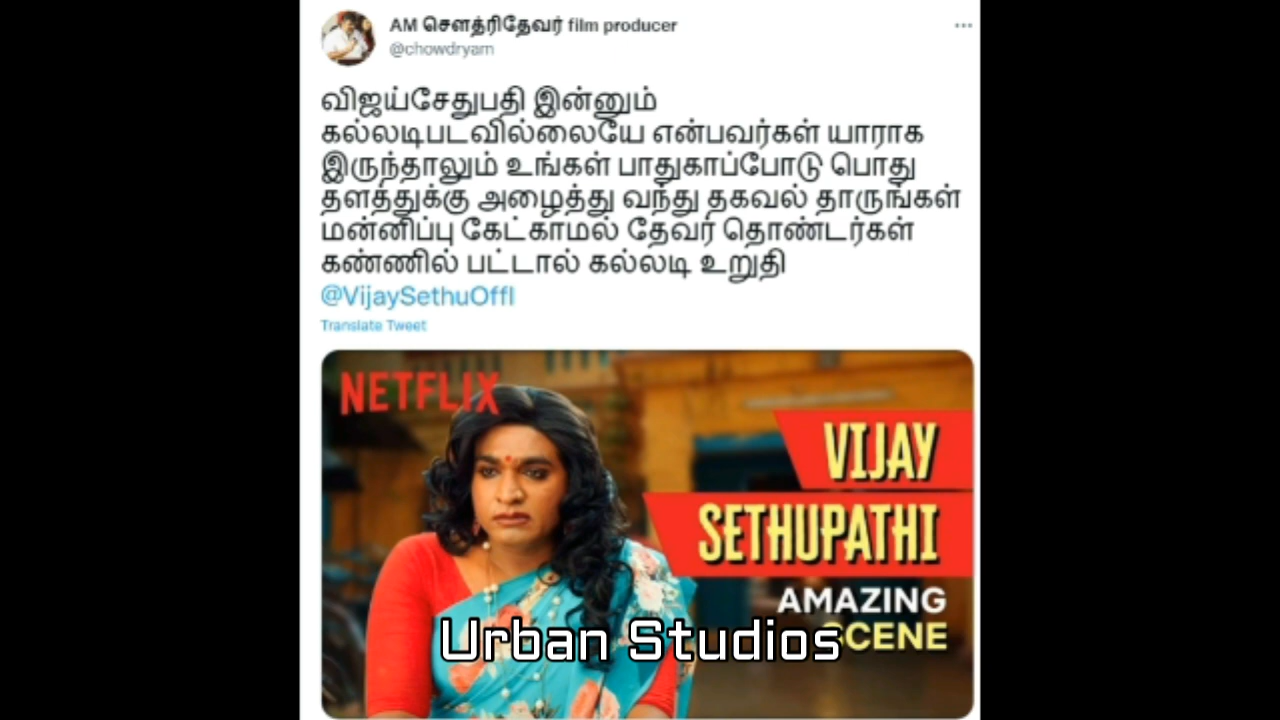 AM சௌத்ரிதேவர் film producer
@chowdryam
விஜய்சேதுபதி இன்னும்
கல்லடிபடவில்லையே என்பவர்கள் யாராக
இருந்தாலும் உங்கள் பாதுகாப்போடு பொது
தளத்துக்கு அழைத்து வந்து தகவல் தாருங்கள்
மன்னிப்பு கேட்காமல் தேவர் தொண்டர்கள்
கண்ணில் பட்டால் கல்லடி உறுதி
@VijaySethuOffl
Translate Tweet
NETFLIX
VIJAY
SETHUPATHI
AMAZING
SCENE
Urban Studios